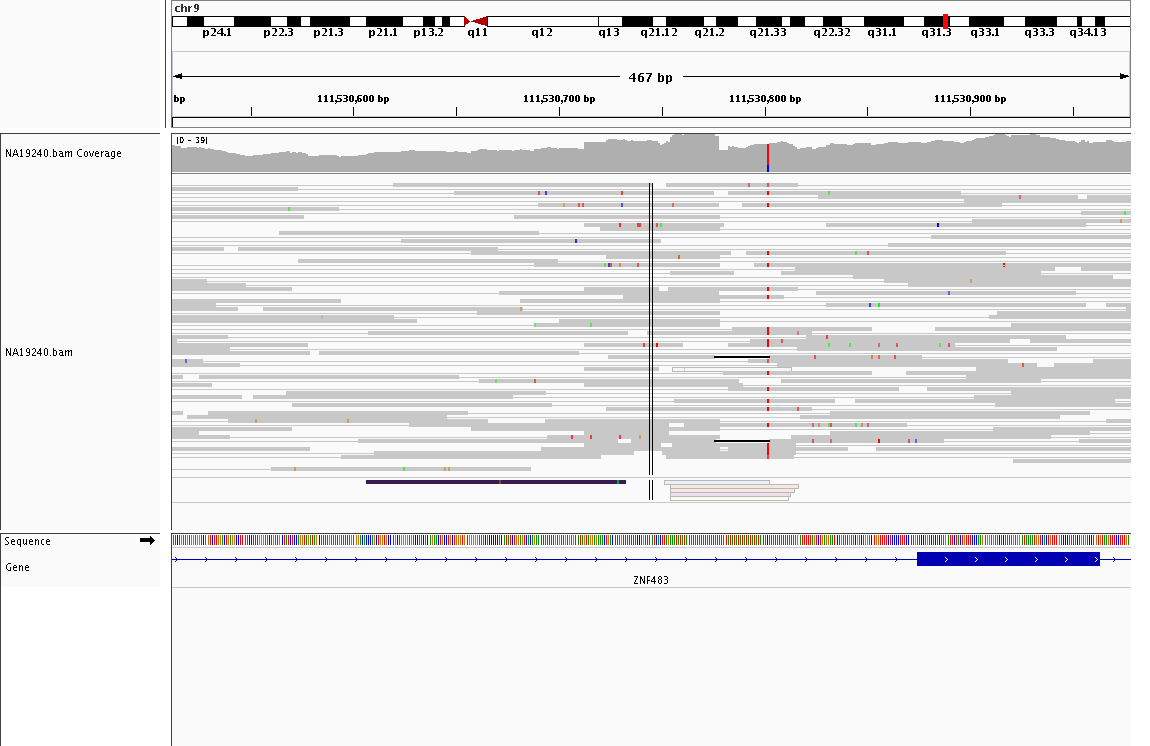 chr9
p24.1 p22.3 p21.3 p21.1 p13.2 q11 q12 q13 q21.12 q21.2 q21.33 q22.32 q31.1 q31.3 q33.1 q33.3 q34.13
467 bp
bp 111,530,600 bp 111,530,700 bp 111,530,800 bp 111,530,900 bp
[0 - 39]
NA19240.bam Coverage
NA19240.bam
Sequence
Gene
ZNF483